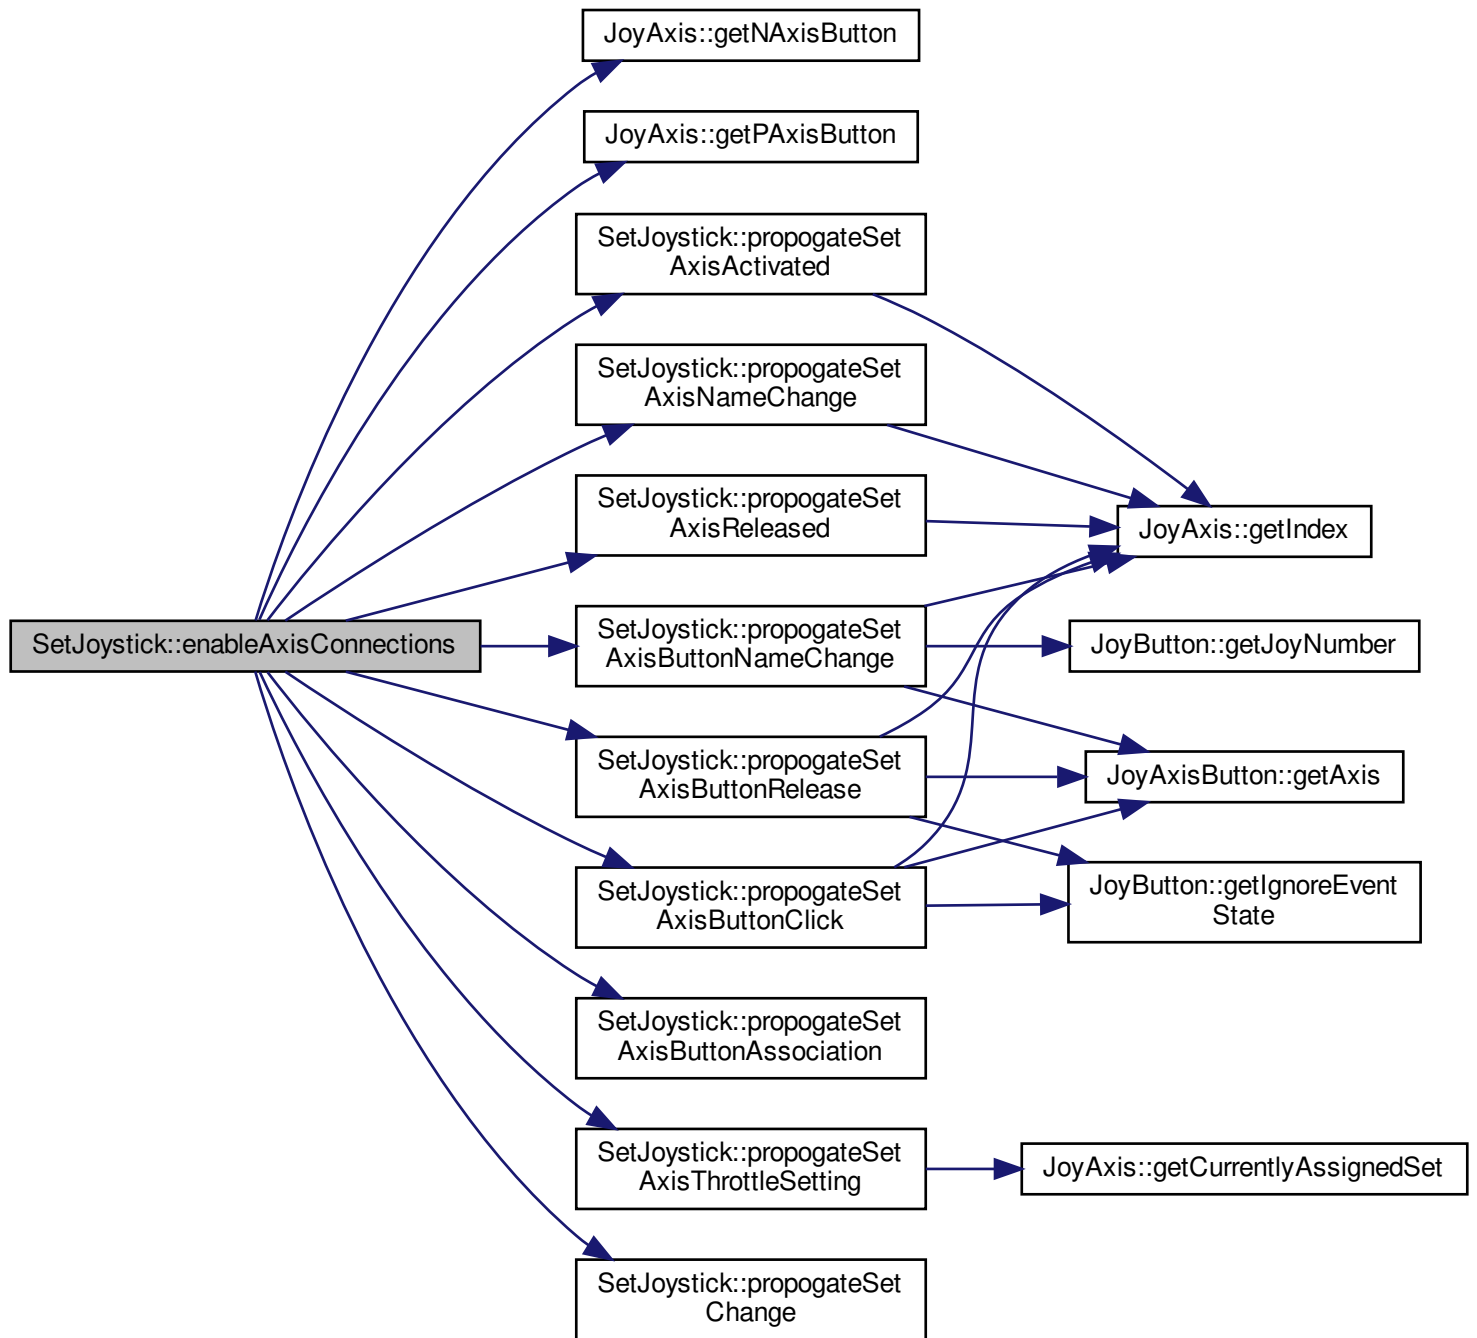 JoyAxis::getNAxisButton
JoyAxis::getPAxisButton
SetJoystick::propogateSet
AxisActivated
SetJoystick::propogateSet
AxisNameChange
SetJoystick::propogateSet
AxisReleased
JoyAxis::getIndex
SetJoystick::enableAxisConnections
SetJoystick::propogateSet
AxisButtonNameChange
JoyButton::getJoyNumber
SetJoystick::propogateSet
AxisButtonRelease
JoyAxisButton::getAxis
SetJoystick::propogateSet
AxisButtonClick
JoyButton::getIgnoreEvent
State
SetJoystick::propogateSet
AxisButtonAssociation
SetJoystick::propogateSet
AxisThrottleSetting
JoyAxis::getCurrentlyAssignedSet
SetJoystick::propogateSet
Change